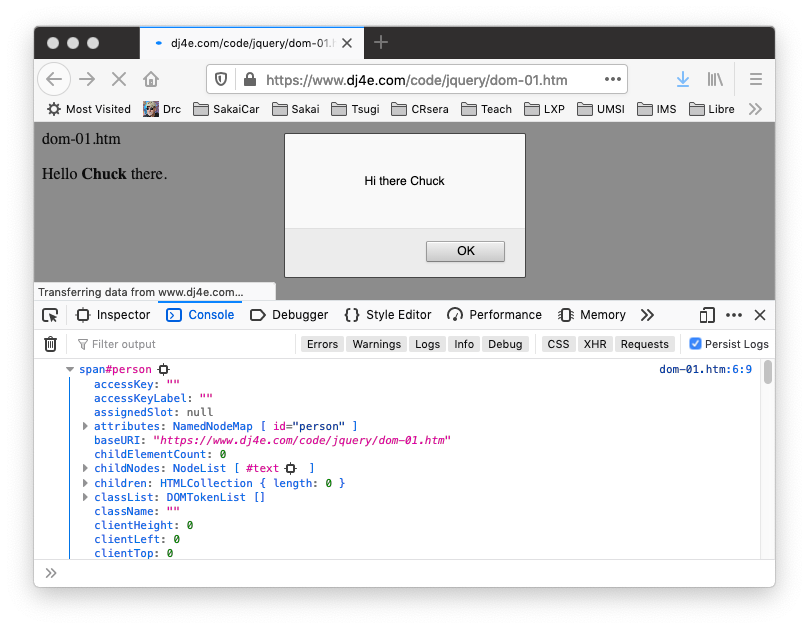 dj4e.com/code/jquery/dom-01.
https://www.dj4e.com/code/jquery/dom-01.htm
Most Visited Drc SakaiCar Sakai Tsugi CRsera Teach LXP UMSI IMS Libre
dom-01.htm
Hello Chuck there.
Hi there Chuck
OK
Transferring data from www.dj4e.com...
Inspector Console Debugger Style Editor Performance Memory
Filter output Errors Warnings Logs Info Debug CSS XHR Requests Persist Logs
span#person dom-01.htm:6:9
accessKey: ""
accessKeyLabel: ""
assignedSlot: null
attributes: NamedNodeMap [ id="person" ]
baseURI: "https://www.dj4e.com/code/jquery/dom-01.htm"
childElementCount: 0
childNodes: NodeList [ #text ]
children: HTMLCollection { length: 0 }
classList: DOMTokenList []
className: ""
clientHeight: 0
clientLeft: 0
clientTop: 0